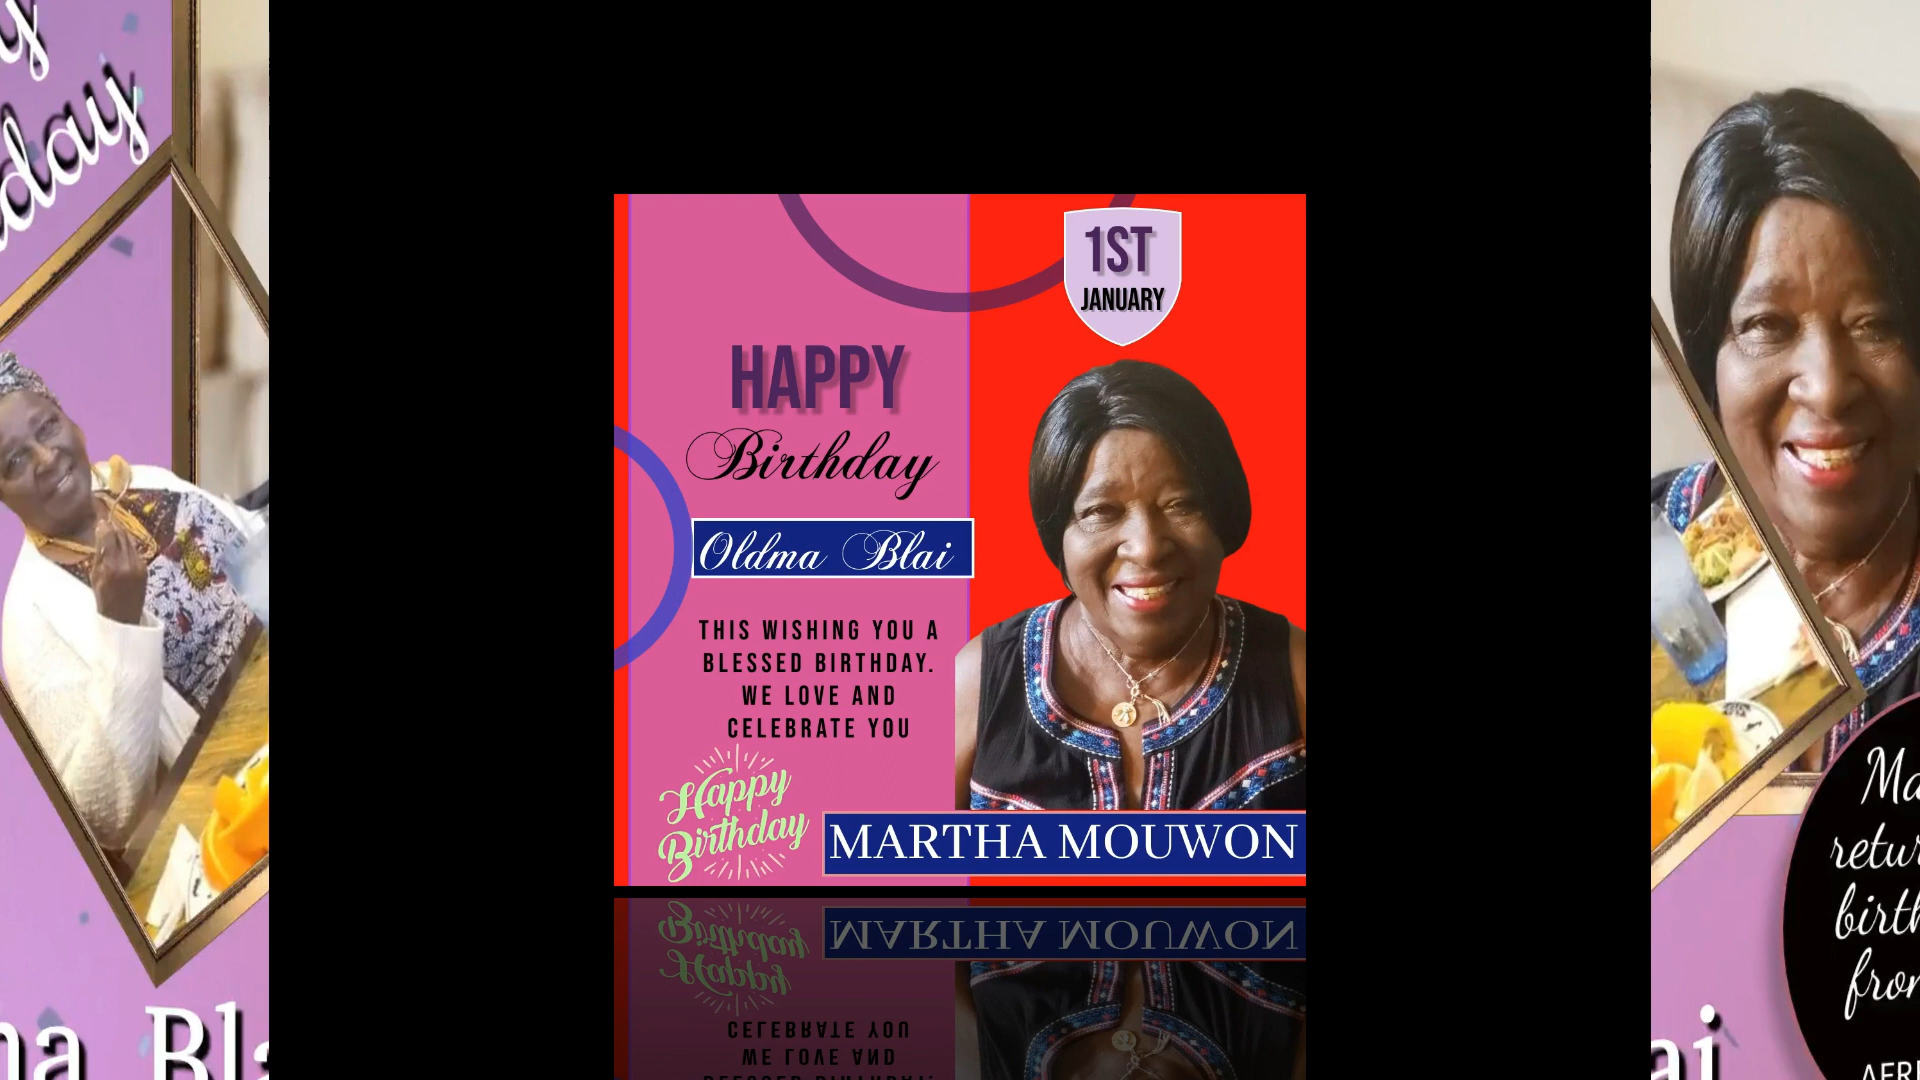 1ST
JANUARY
HAPPY
Birthday
Oldma Blai
THIS WISHING YOU A
BLESSED BIRTHDAY.
WE LOVE AND
CELEBRATE YOU
Happy
Birthday
MARTHA MOUWON